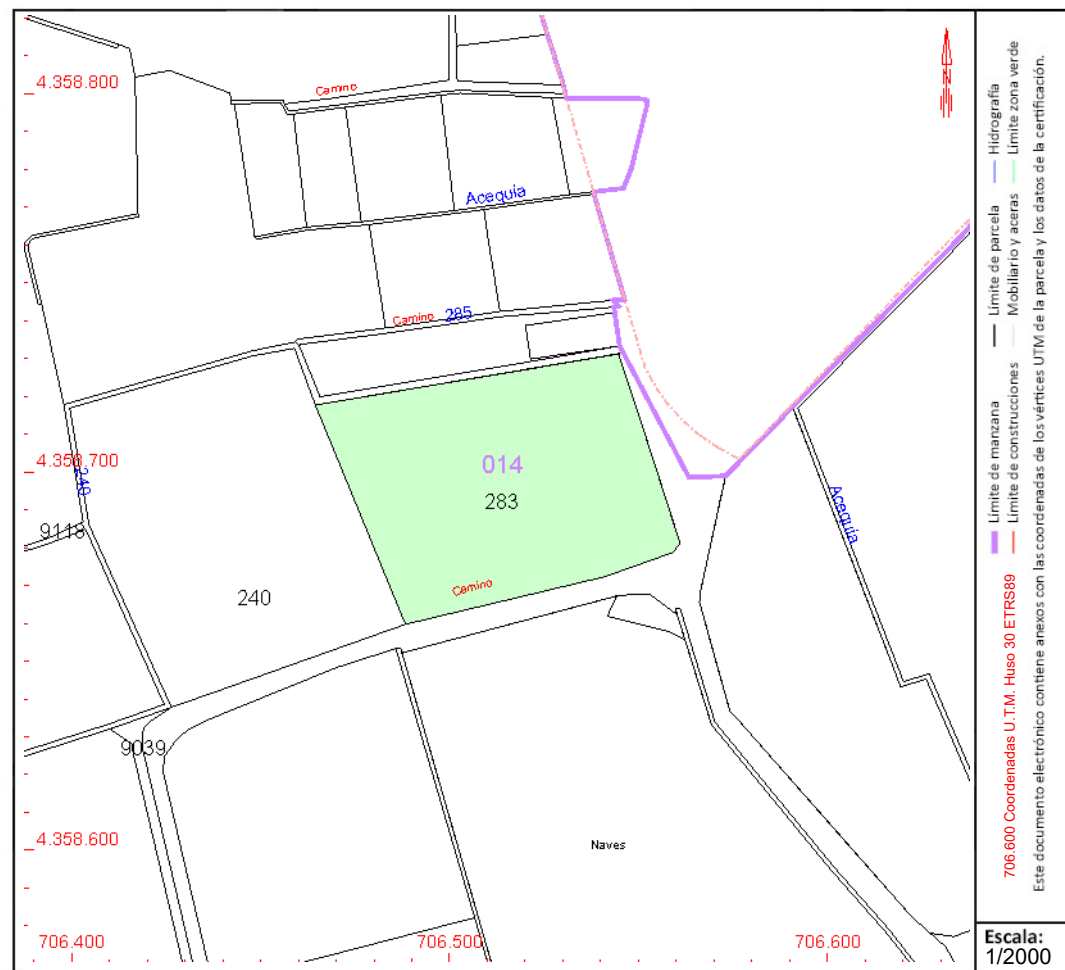 4.358.800
Camino
N
Acequia
Camino
285
4.358.700
014
283
240
9118
Acequia
Camino
240
9039
4.358.600
Naves
706.400
706.500
706.600
Límite de manzana
Límite de parcela
Hidrografía
706.600 Coordenadas U.T.M. Huso 30 ETRS89
Límite de construcciones
Mobiliario y aceras
Límite zona verde
Este documento electrónico contiene anexos con las coordenadas de los vértices UTM de la parcela y los datos de la certificación.
Escala:
1/2000